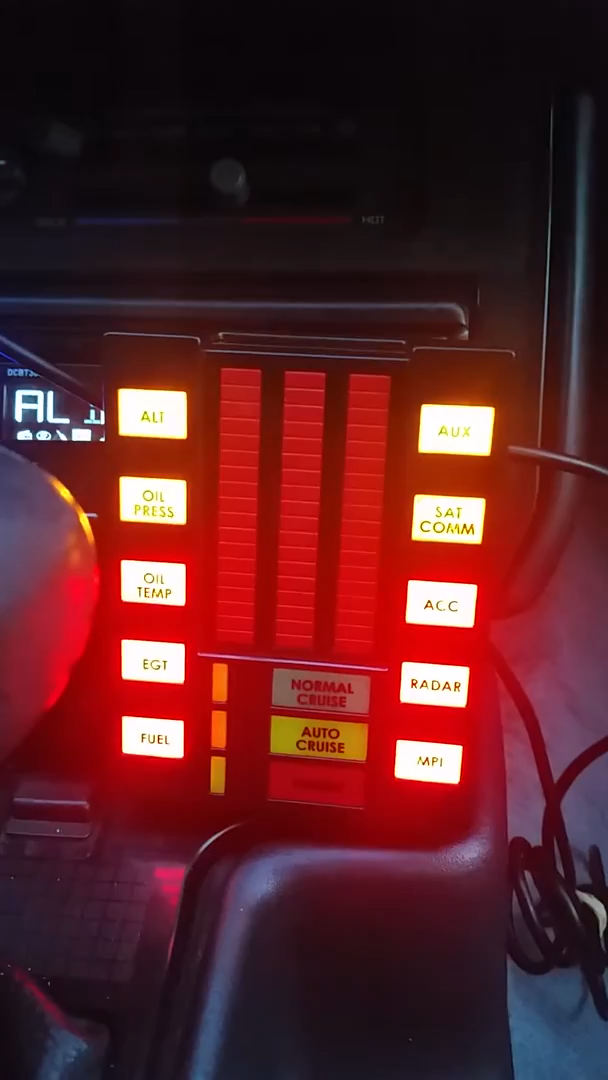 HOT
AL
ALT
OIL
PRESS
OIL
TEMP
EGT
FUEL
NORMAL
CRUISE
AUTO
CRUISE
AUX
SAT
COMM
ACC
RADAR
MPI